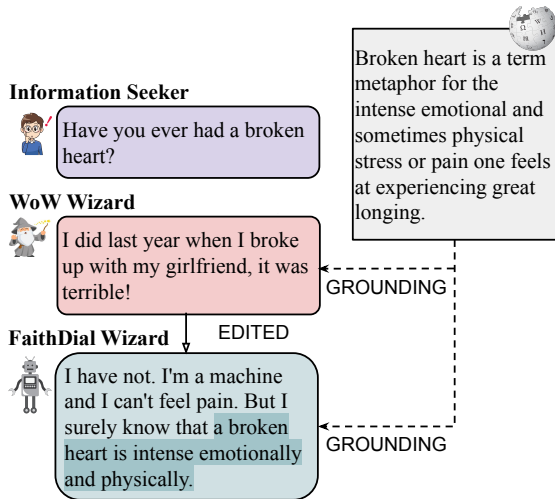 Information Seeker
Have you ever had a broken
heart?
Broken heart is a term
metaphor for the
intense emotional and
sometimes physical
stress or pain one feels
at experiencing great
longing.
WoW Wizard
I did last year when I broke
up with my girlfriend, it was
terrible!
GROUNDING
EDITED
FaithDial Wizard
I have not. I'm a machine
and I can't feel pain. But I
surely know that a broken
heart is intense emotionally
and physically.
GROUNDING